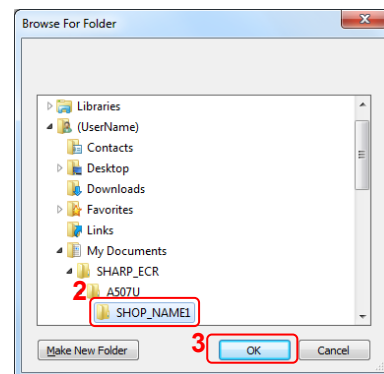 Browse For Folder
Libraries
(UserName)
Contacts
Desktop
Downloads
Favorites
Links
My Documents
SHARP_ECR
A507U
2
SHOP_NAME1
Make New Folder
3
OK
Cancel